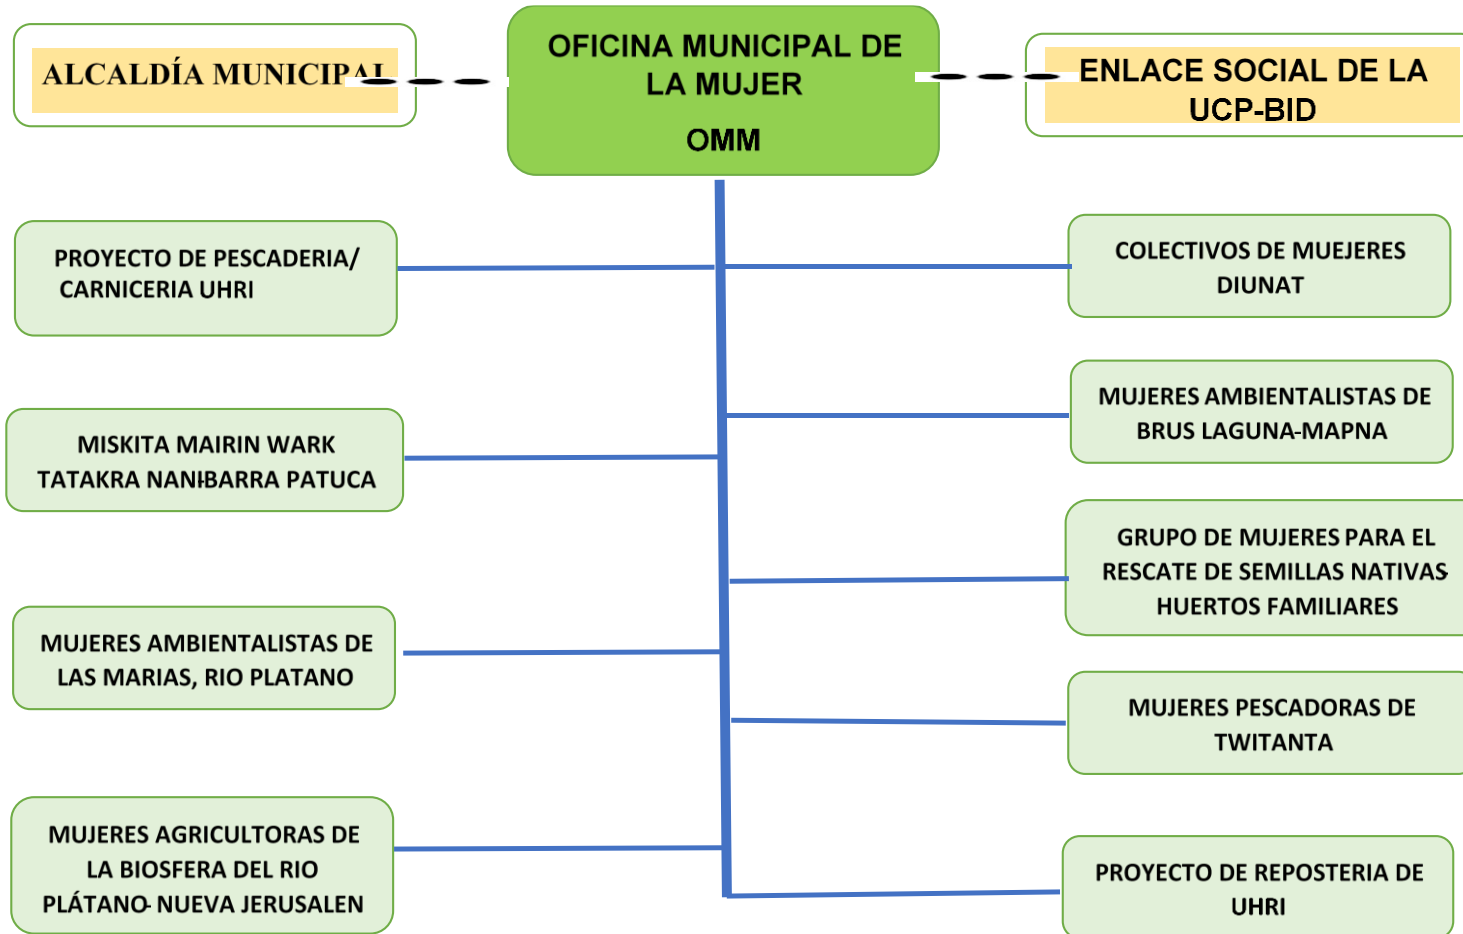 ALCALDÍA MUNICIPAL
OFICINA MUNICIPAL DE
LA MUJER
OMM
ENLACE SOCIAL DE LA
UCP-BID
PROYECTO DE PESCADERIA/
CARNICERIA UHRI
COLECTIVOS DE MUEJERES
DIUNAT
MISKITA MAIRIN WARK
TATAKRA NANI-BARRA PATUCA
MUJERES AMBIENTALISTAS DE
BRUS LAGUNA-MAPNA
GRUPO DE MUJERES PARA EL
RESCATE DE SEMILLAS NATIVAS-
HUERTOS FAMILIARES
MUJERES AMBIENTALISTAS DE
LAS MARIAS, RIO PLATANO
MUJERES PESCADORAS DE
TWITANTA
MUJERES AGRICULTORAS DE
LA BIOSFERA DEL RIO
PLÁTANO- NUEVA JERUSALEN
PROYECTO DE REPOSTERIA DE
UHRI